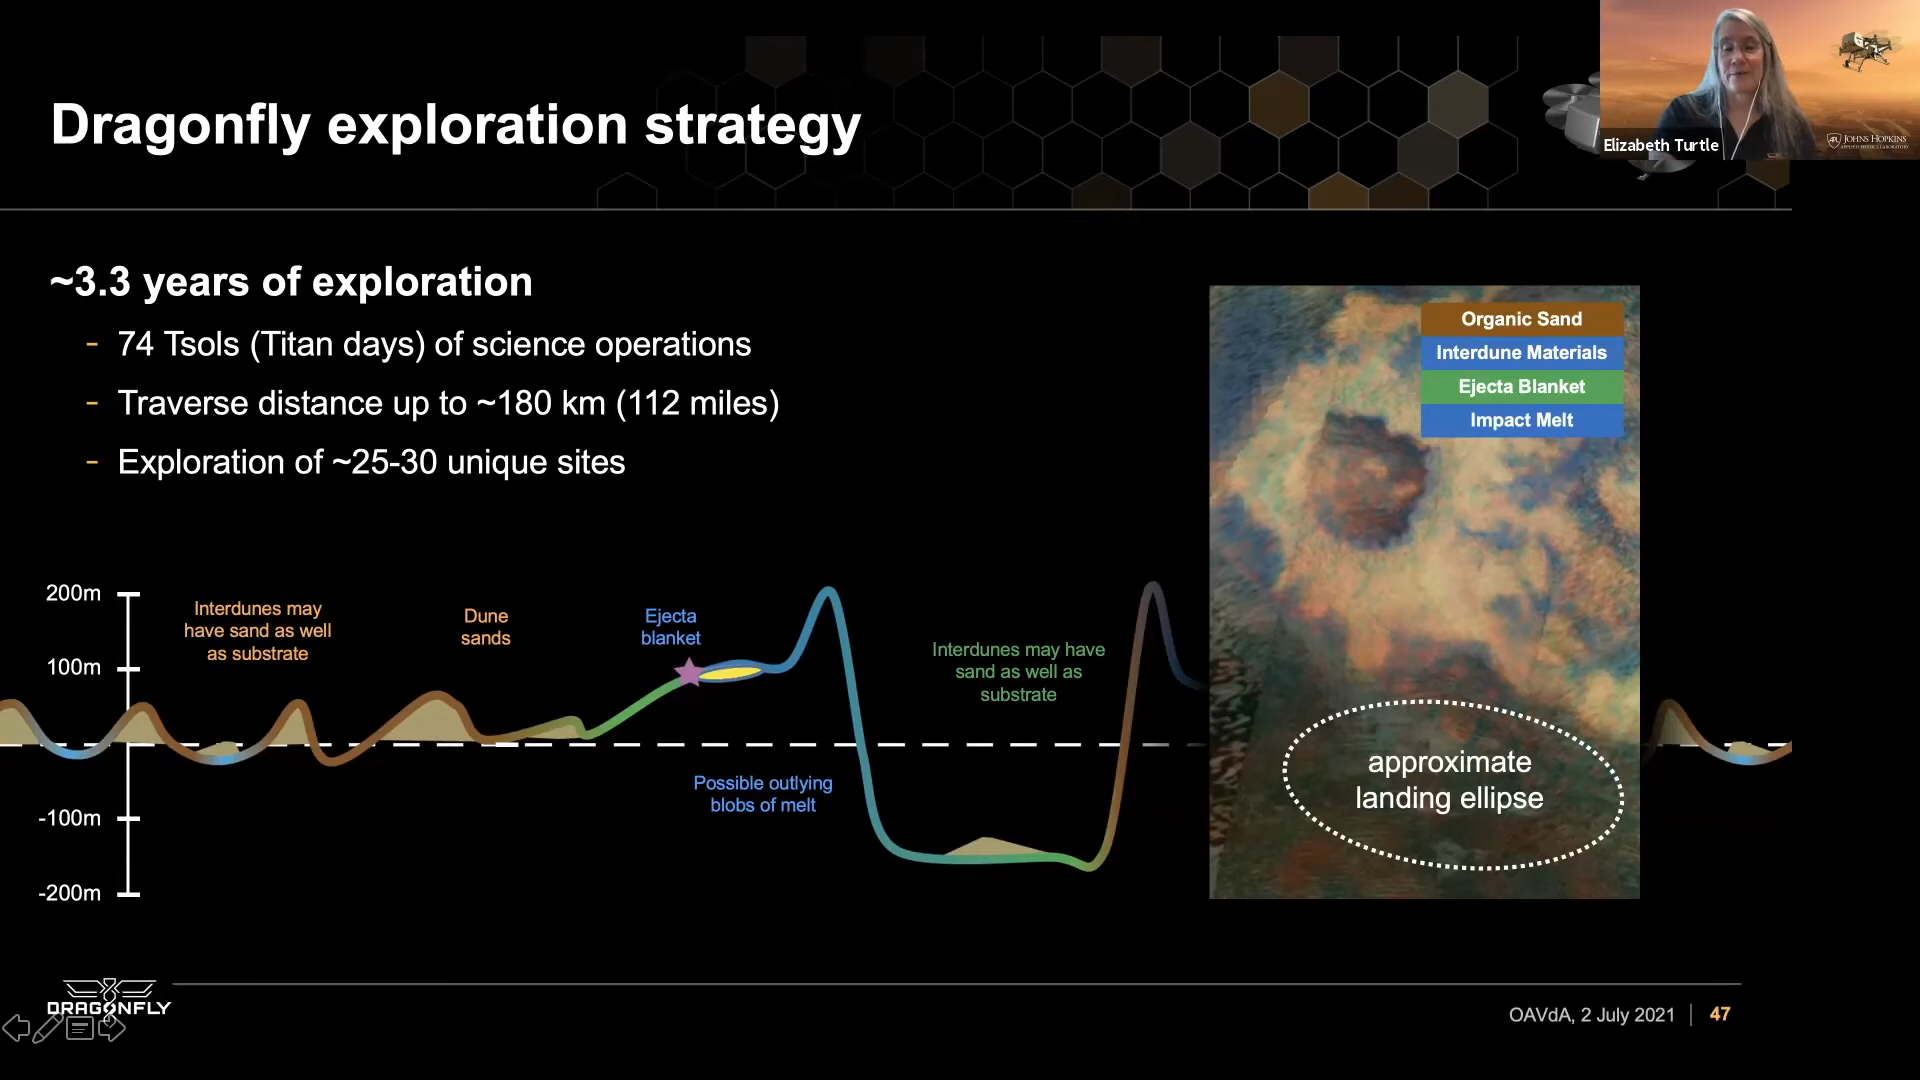 Dragonfly exploration strategy
Elizabeth Turtle
JOHNS HOPKINS
APPLIED PHYSICS LABORATORY
~3.3 years of exploration
- 74 Tsols (Titan days) of science operations
- Traverse distance up to ~180 km (112 miles)
- Exploration of ~25-30 unique sites
Organic Sand
Interdune Materials
Ejecta Blanket
Impact Melt
200m
100m
-100m
-200m
Interdunes may
have sand as well
as substrate
Dune
sands
Ejecta
blanket
Possible outlying
blobs of melt
Interdunes may have
sand as well as
substrate
approximate
landing ellipse
DRAGONFLY
OAVdA, 2 July 2021 | 47